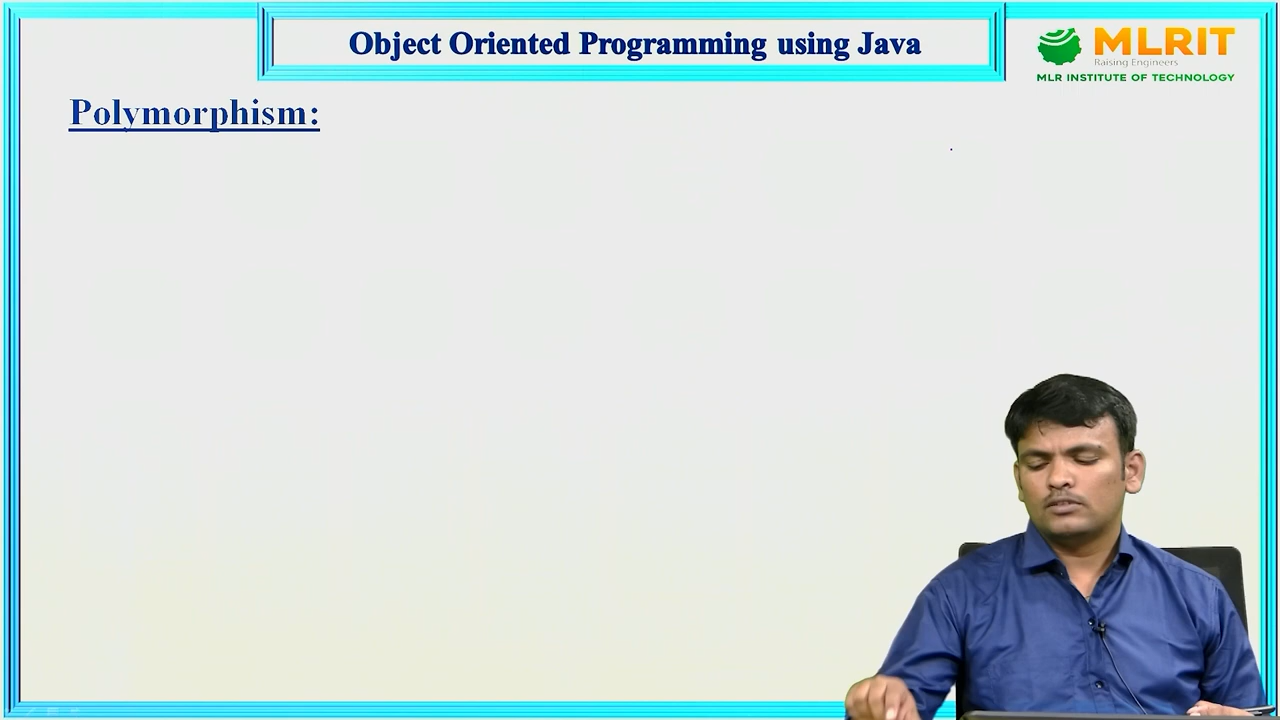 Object Oriented Programming using Java
MLRIT
Raising Engineers
MLR INSTITUTE OF TECHNOLOGY
Polymorphism: